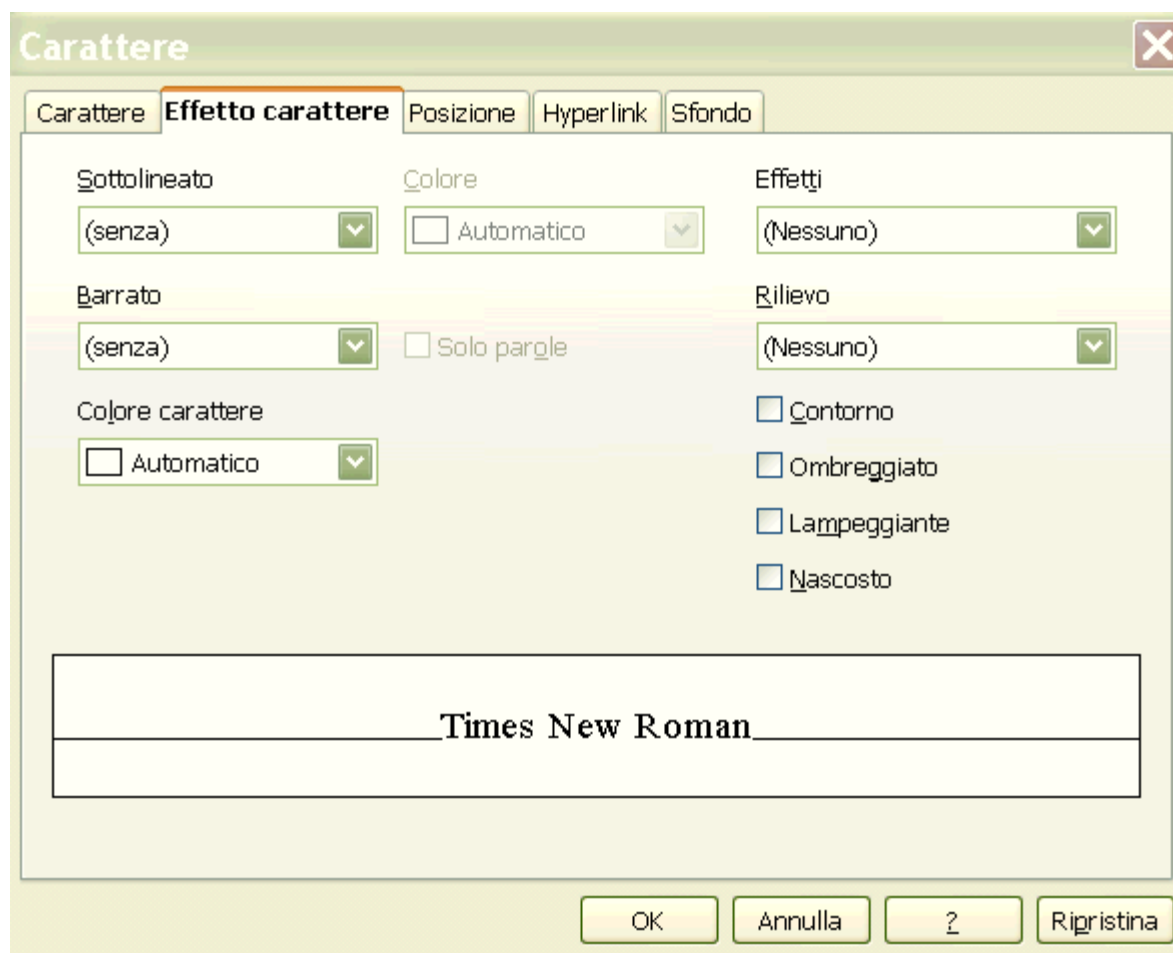 Carattere
Carattere Effetto carattere Posizione Hyperlink Sfondo
Sottolineato Colore Effetti
(senza) Automatico (Nessuno)
Barrato Rilievo
(senza) Solo parole (Nessuno)
Colore carattere Contorno
Automatico Ombreggiato
Lampeggiante
Nascosto
Times New Roman
OK Annulla ? Ripristina